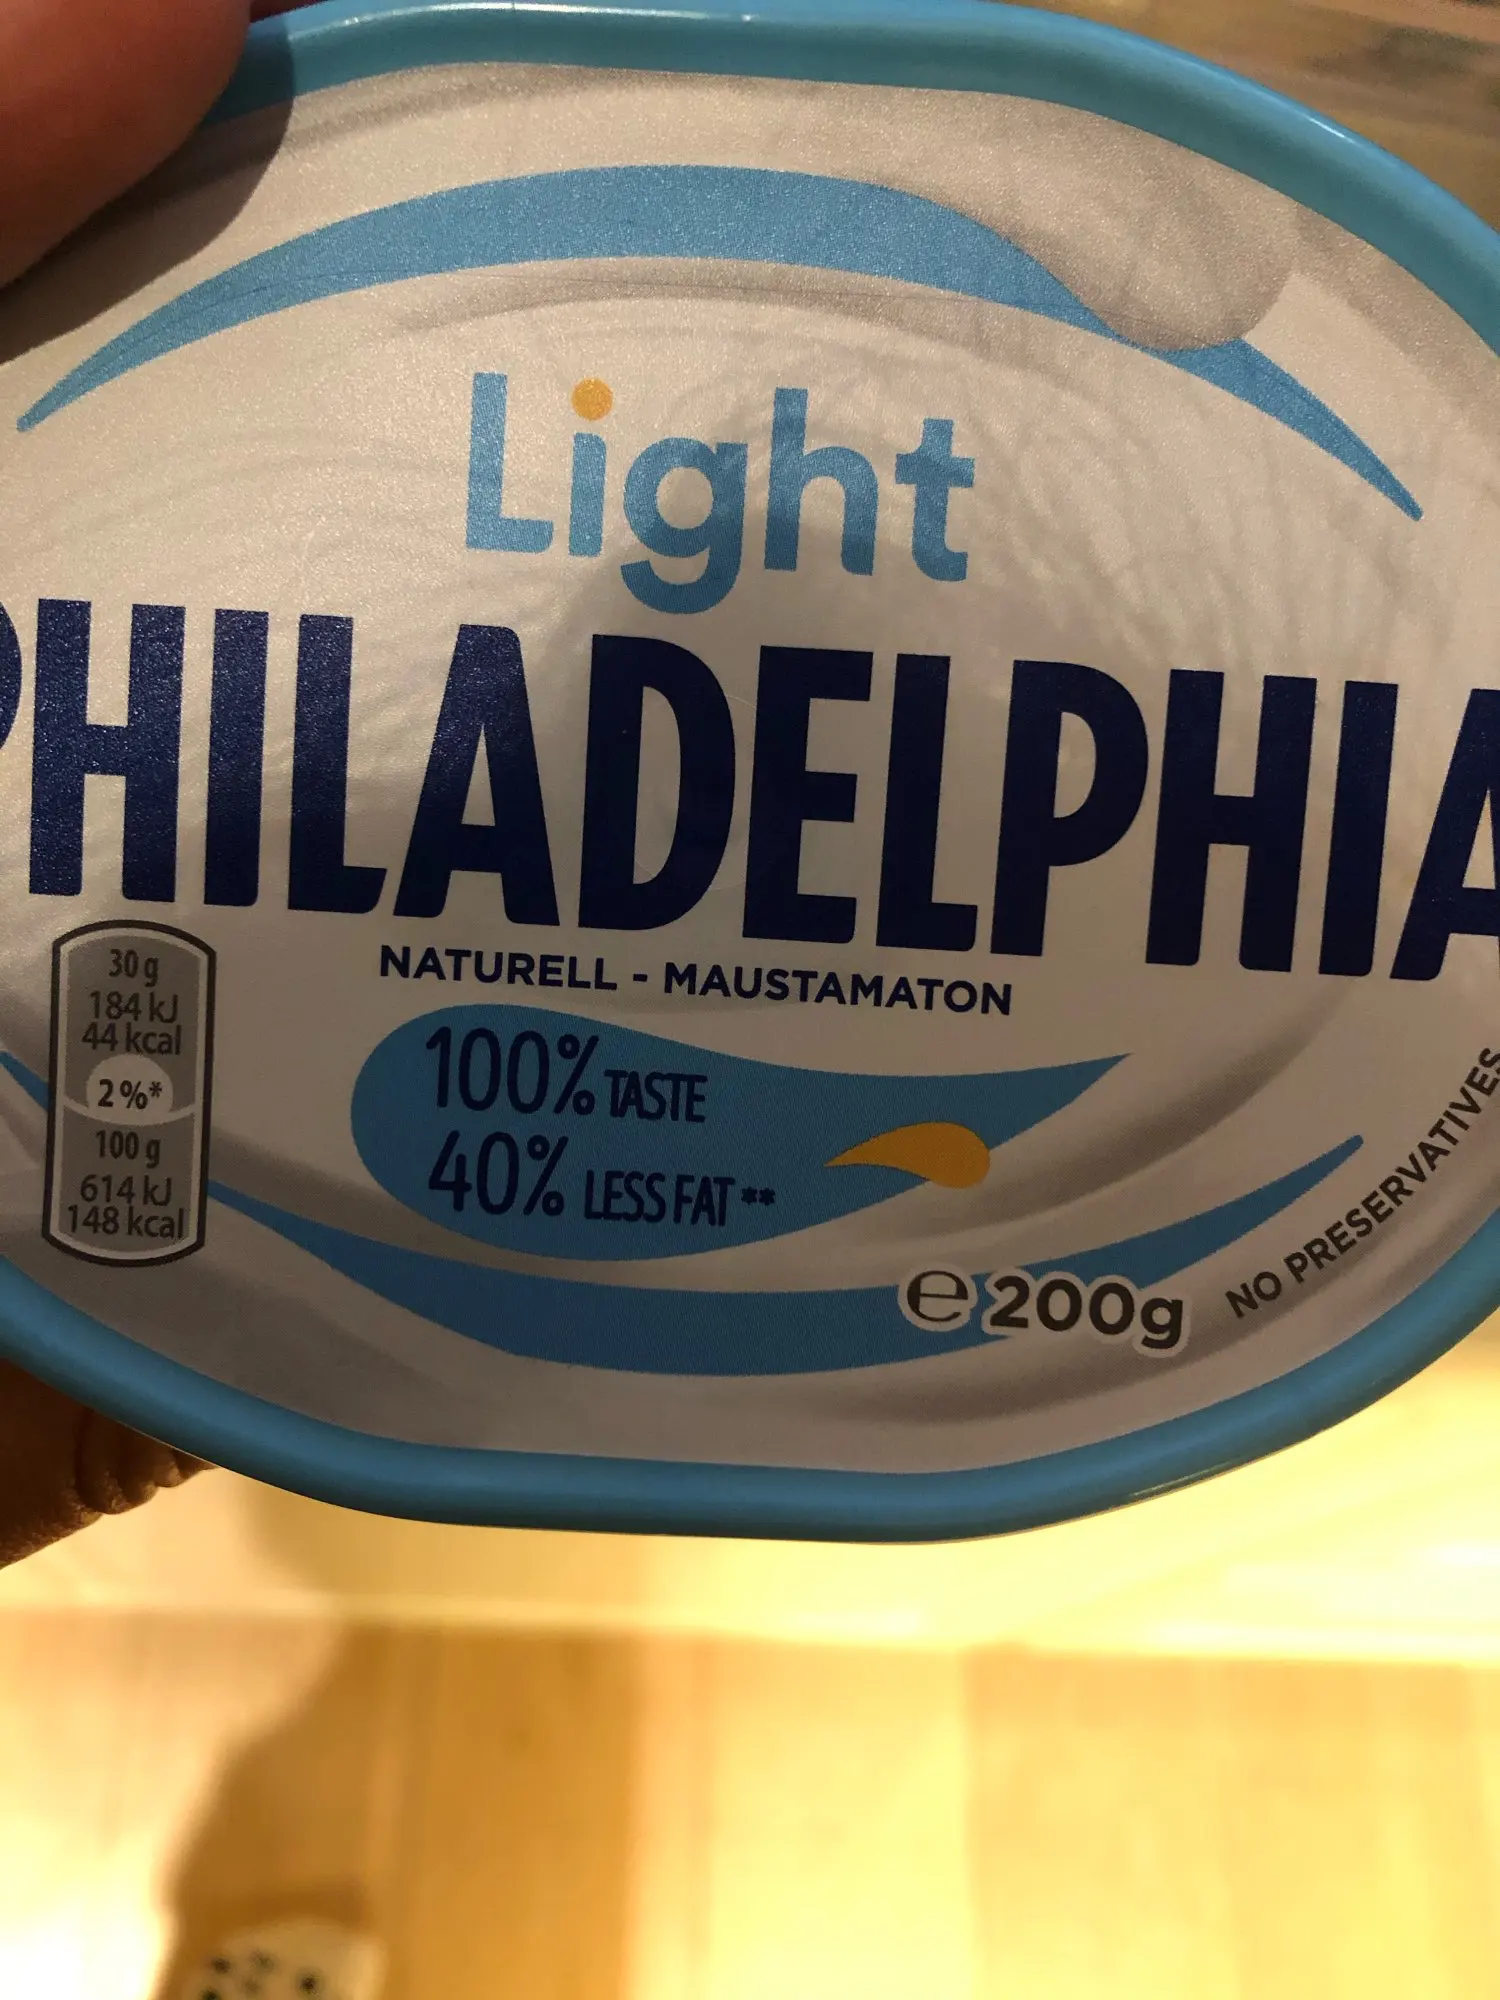 Light
PHILADELPHIA
NATURELL - MAUSTAMATON
30 g
184 kJ
44 kcal
2 %*
100 g
614 kJ
148 kcal
100% TASTE
40% LESS FAT **
e 200g
NO PRESERVATIVES